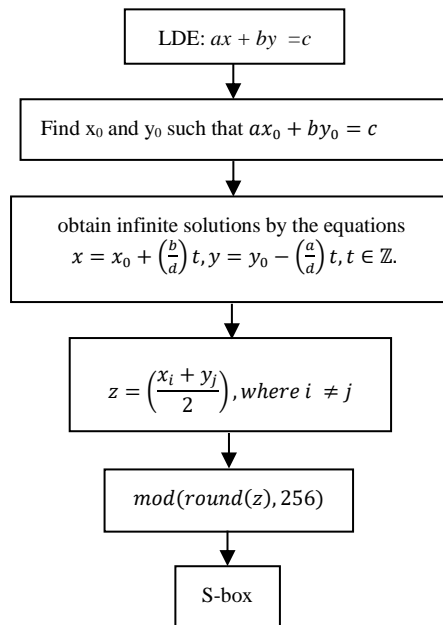 LDE: ax + by =c
Find x₀ and y₀ such that 𝑎𝑥₀ + 𝑏𝑦₀ = 𝑐
obtain infinite solutions by the equations
𝑥 = 𝑥₀ + (𝑏/𝑑) 𝑡, 𝑦 = 𝑦₀ − (𝑎/𝑑) 𝑡, 𝑡 ∈ ℤ.
𝑧 = ((𝑥ᵢ + 𝑦ⱼ)/2), 𝑤ℎ𝑒𝑟𝑒 𝑖 ≠ 𝑗
𝑚𝑜𝑑(𝑟𝑜𝑢𝑛𝑑(𝑧), 256)
S-box